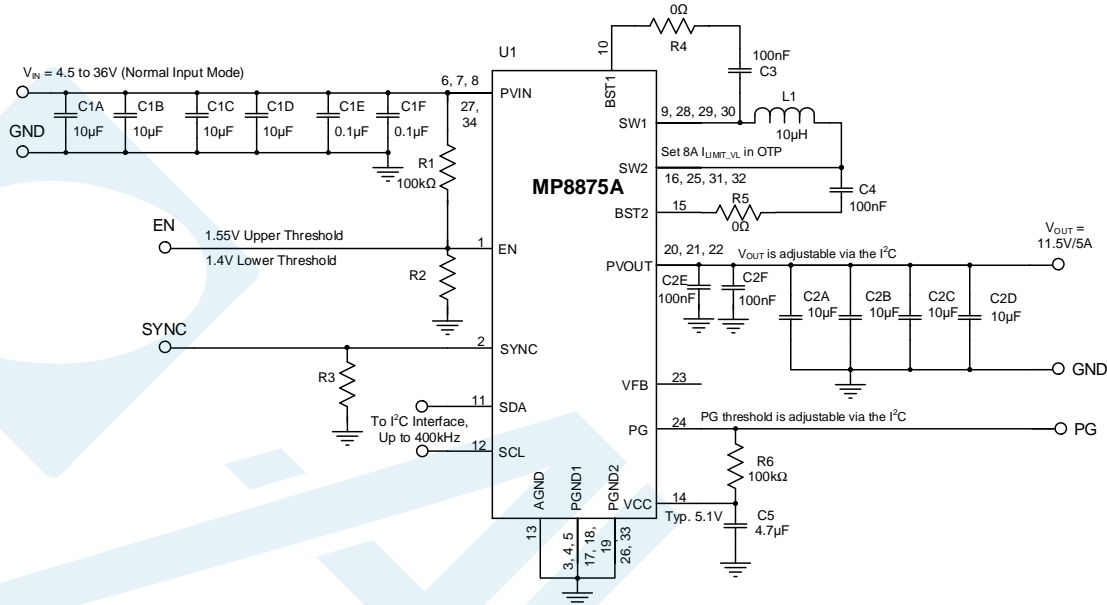 0Ω
R4
10
100nF
C3
U1
V_IN = 4.5 to 36V (Normal Input Mode)
6, 7, 8
27,
34
PVIN
BST1
C1A
10µF
C1B
10µF
C1C
10µF
C1D
10µF
C1E
0.1µF
C1F
0.1µF
GND
R1
100kΩ
SW1
9, 28, 29, 30
L1
10µH
Set 8A I_LIMIT_VL in OTP
SW2
16, 25, 31, 32
MP8875A
C4
100nF
BST2
15
R5
0Ω
EN
1.55V Upper Threshold
1.4V Lower Threshold
1
EN
R2
PVOUT
20, 21, 22
V_OUT is adjustable via the I²C
V_OUT =
11.5V/5A
C2E
100nF
C2F
100nF
C2A
10µF
C2B
10µF
C2C
10µF
C2D
10µF
GND
SYNC
2
SYNC
R3
VFB
23
11
SDA
To I²C Interface,
Up to 400kHz
12
SCL
PG
24
PG threshold is adjustable via the I²C
PG
R6
100kΩ
AGND
PGND1
PGND2
VCC
14
Typ. 5.1V
C5
4.7µF
13
3, 4, 5
17, 18,
19
26, 33